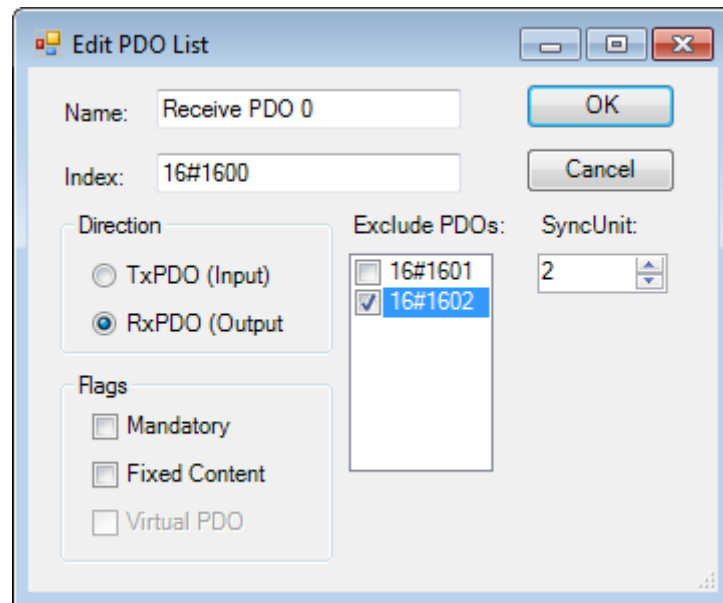 Edit PDO List
Name: Receive PDO 0 OK
Index: 16#1600 Cancel
Direction Exclude PDOs: SyncUnit:
TxPDO (Input) 16#1601 2
RxPDO (Output 16#1602
Flags
Mandatory
Fixed Content
Virtual PDO